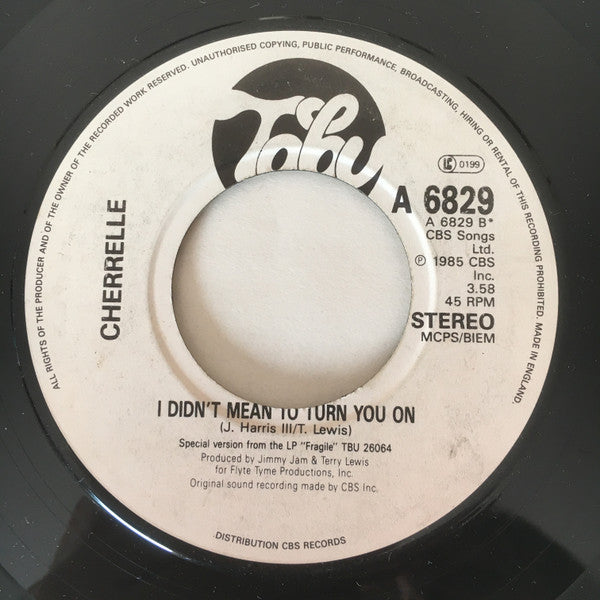 ALL RIGHTS OF THE PRODUCER AND OF THE OWNER OF THE RECORDED WORK RESERVED. UNAUTHORISED COPYING, PUBLIC PERFORMANCE, BROADCASTING, HIRING OR RENTAL OF THIS RECORDING PROHIBITED. MADE IN ENGLAND.
Tabu
LC 0199
CHERRELLE
A 6829
A 6829 B*
CBS Songs
Ltd.
℗ 1985 CBS
Inc.
3.58
45 RPM
STEREO
MCPS/BIEM
I DIDN'T MEAN TO TURN YOU ON
(J. Harris III/T. Lewis)
Special version from the LP "Fragile" TBU 26064
Produced by Jimmy Jam & Terry Lewis
for Flyte Tyme Productions, Inc.
Original sound recording made by CBS Inc.
DISTRIBUTION CBS RECORDS